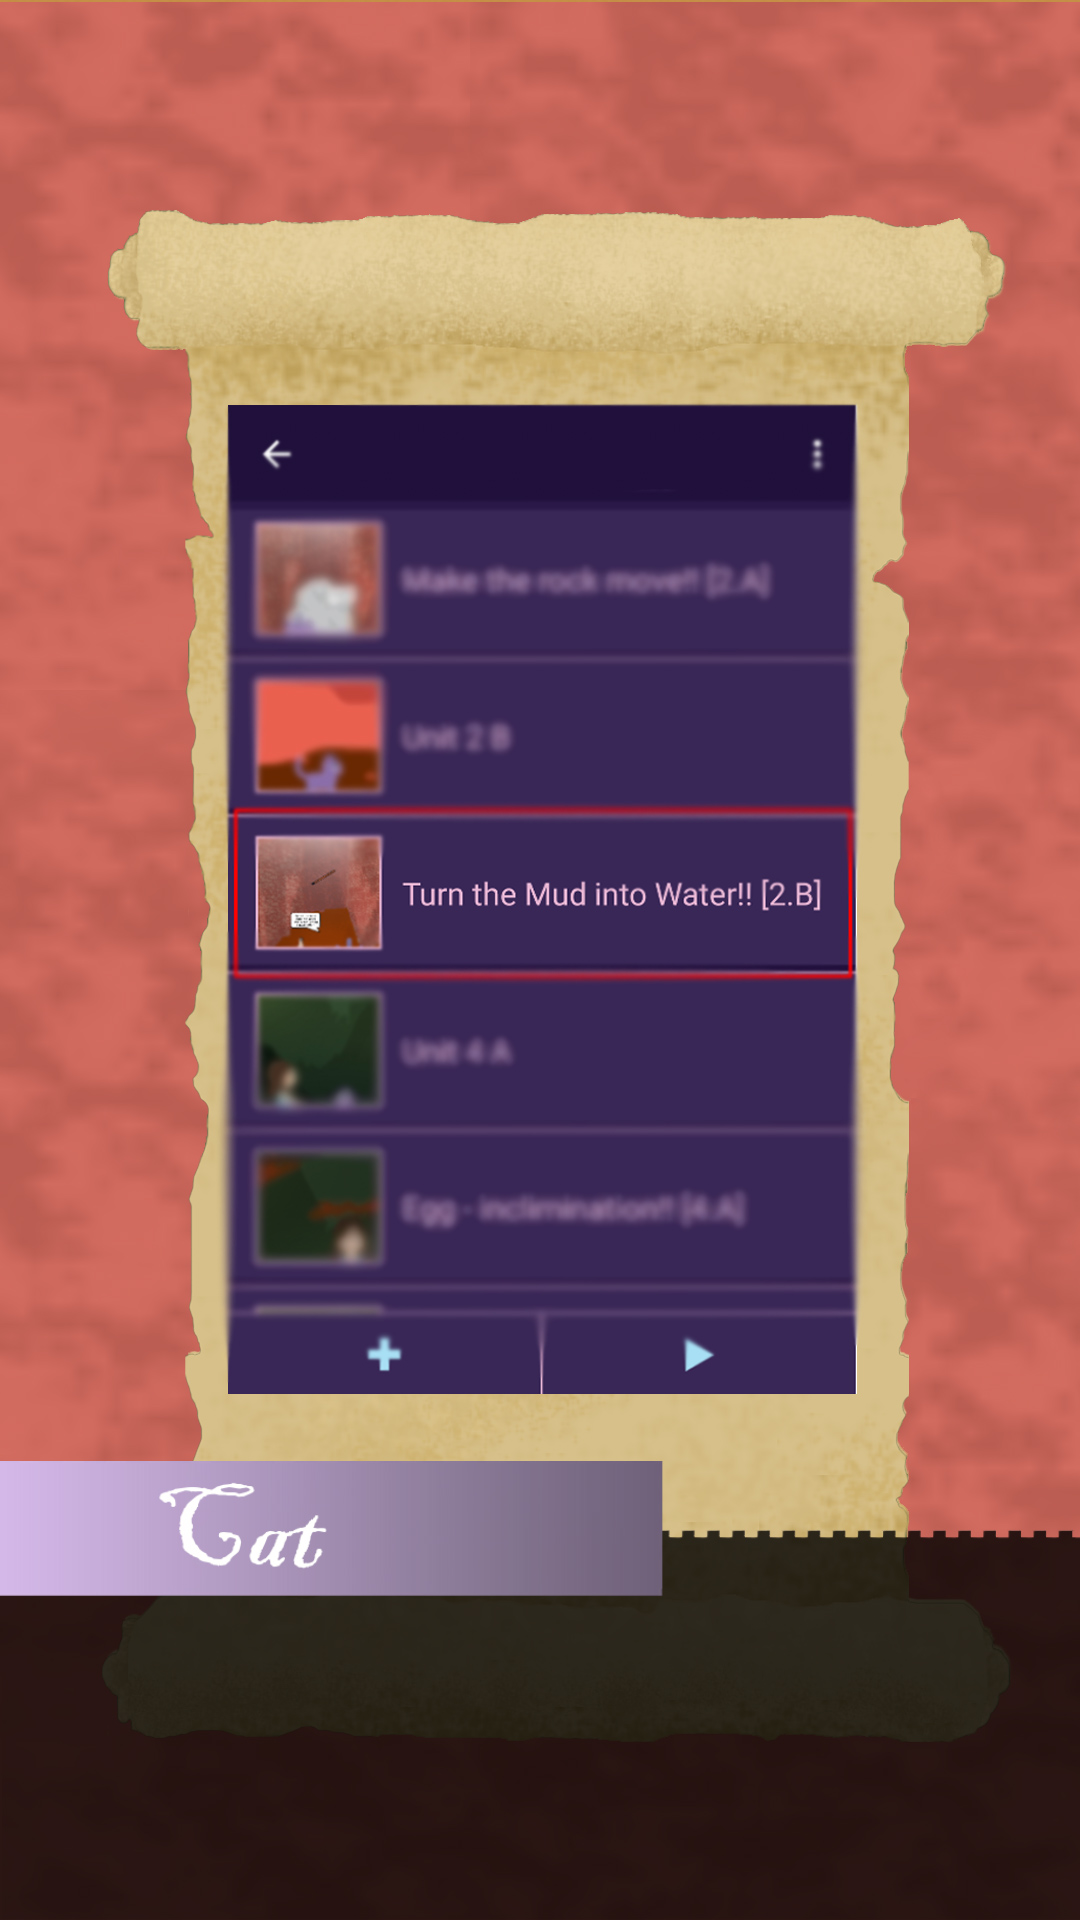 Make the rock move!! [2.A]
Unit 2 B
Turn the Mud into Water!! [2.B]
Unit 4 A
Egg - inclimination!! [4.A]
Cat